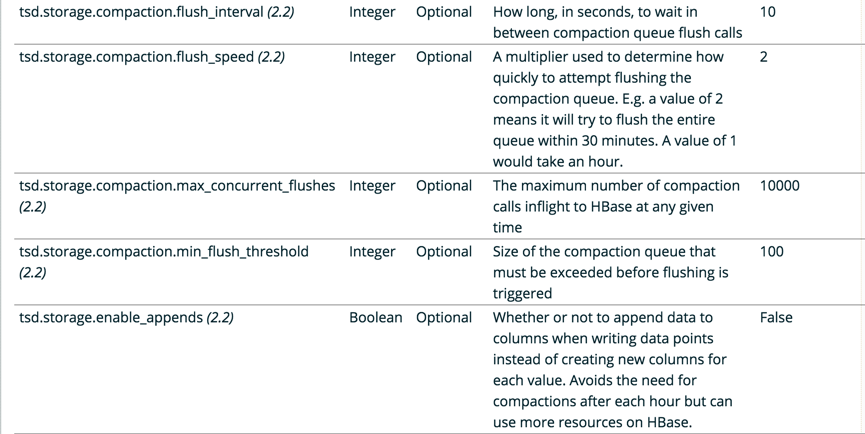 tsd.storage.compaction.flush_interval (2.2) Integer Optional How long, in seconds, to wait in 10
between compaction queue flush calls
tsd.storage.compaction.flush_speed (2.2) Integer Optional A multiplier used to determine how 2
quickly to attempt flushing the
compaction queue. E.g. a value of 2
means it will try to flush the entire
queue within 30 minutes. A value of 1
would take an hour.
tsd.storage.compaction.max_concurrent_flushes Integer Optional The maximum number of compaction 10000
(2.2) calls inflight to HBase at any given
time
tsd.storage.compaction.min_flush_threshold Integer Optional Size of the compaction queue that 100
(2.2) must be exceeded before flushing is
triggered
tsd.storage.enable_appends (2.2) Boolean Optional Whether or not to append data to False
columns when writing data points
instead of creating new columns for
each value. Avoids the need for
compactions after each hour but can
use more resources on HBase.